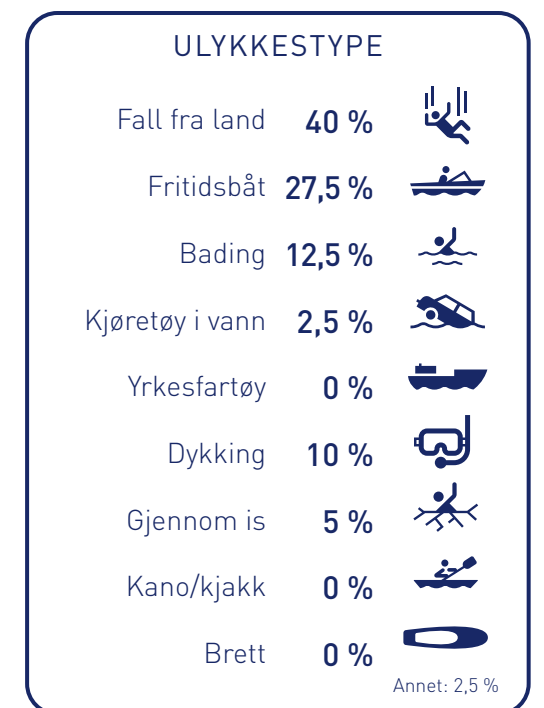 ULYKKESTYPE
Fall fra land 40 %
Fritidsbåt 27,5 %
Bading 12,5 %
Kjøretøy i vann 2,5 %
Yrkesfartøy 0 %
Dykking 10 %
Gjennom is 5 %
Kano/kjakk 0 %
Brett 0 %
Annet: 2,5 %